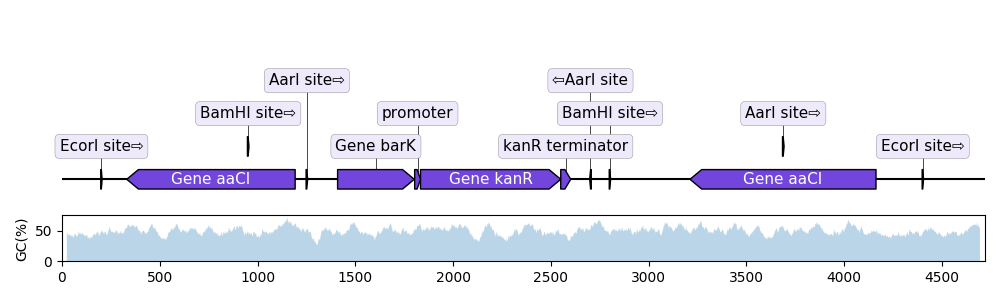 AarI site⇨
⇦AarI site
BamHI site⇨
promoter
BamHI site⇨
AarI site⇨
EcorI site⇨
Gene barK
kanR terminator
EcorI site⇨
Gene aaCI
Gene kanR
Gene aaCI
GC(%)
50
0
0 500 1000 1500 2000 2500 3000 3500 4000 4500